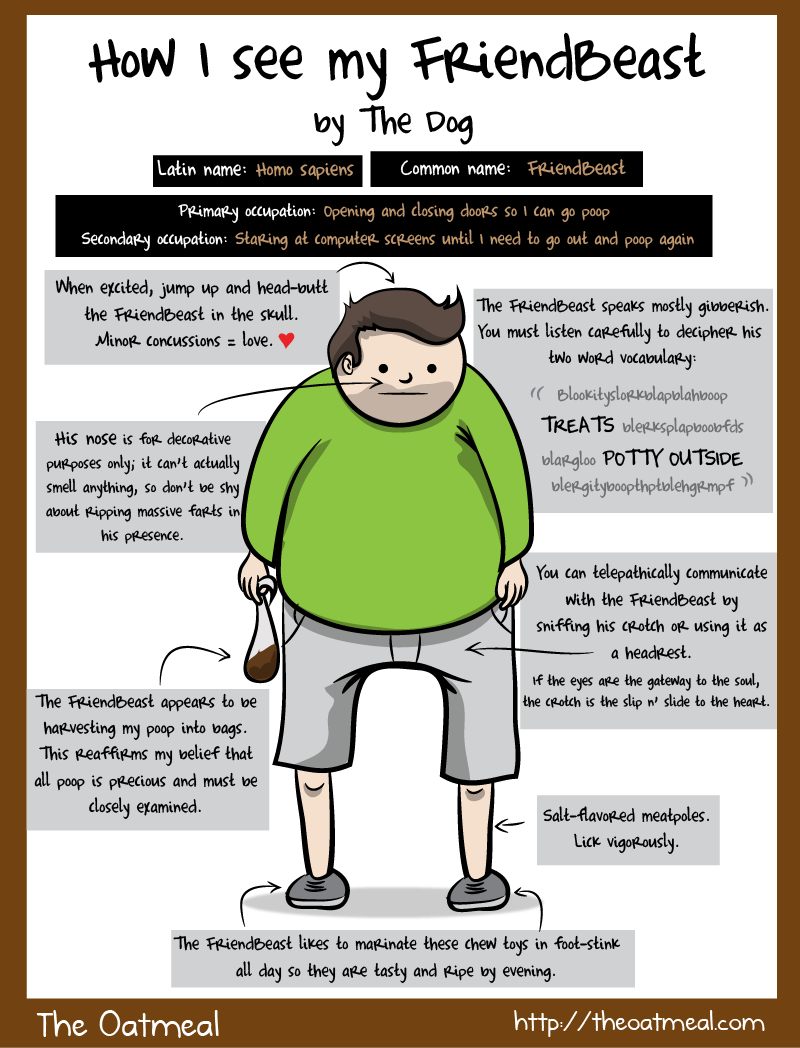 How I see my FriendBeast
by The Dog
Latin name: Homo sapiens
Common name: FriendBeast
Primary occupation: Opening and closing doors so I can go poop
Secondary occupation: Staring at computer screens until I need to go out and poop again
When excited, jump up and head-butt
the FriendBeast in the skull.
Minor concussions = love. ♥
The FriendBeast speaks mostly gibberish.
You must listen carefully to decipher his
two word vocabulary:
“ Blookityslorkblapblahboop
TREATS blerksplapboobfds
blargloo POTTY OUTSIDE
blergityboopthptblehgrmpf ”
His nose is for decorative
purposes only; it can't actually
smell anything, so don't be shy
about ripping massive farts in
his presence.
You can telepathically communicate
with the FriendBeast by
sniffing his crotch or using it as
a headrest.
If the eyes are the gateway to the soul,
the crotch is the slip n' slide to the heart.
The FriendBeast appears to be
harvesting my poop into bags.
This reaffirms my belief that
all poop is precious and must be
closely examined.
Salt-flavored meatpoles.
Lick vigorously.
The FriendBeast likes to marinate these chew toys in foot-stink
all day so they are tasty and ripe by evening.
The Oatmeal
http://theoatmeal.com